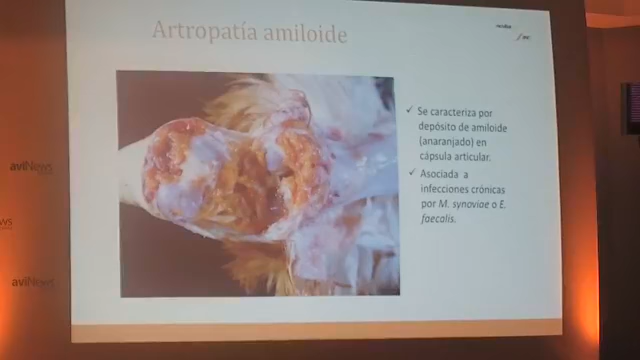 Artropatía amiloide
✓ Se caracteriza por
depósito de amiloide
(anaranjado) en
cápsula articular.
✓ Asociada a
infecciones crónicas
por M. synoviae o E.
faecalis.
aviNews
ws
aviNews